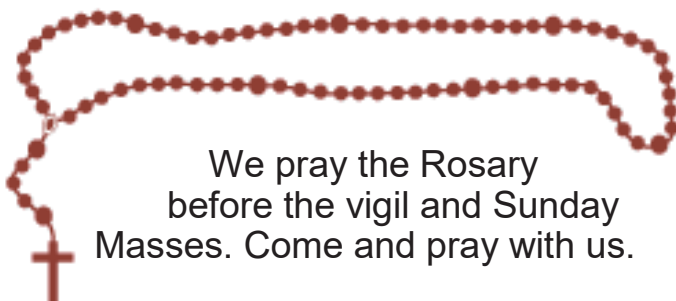 We pray the Rosary
before the vigil and Sunday
Masses. Come and pray with us.